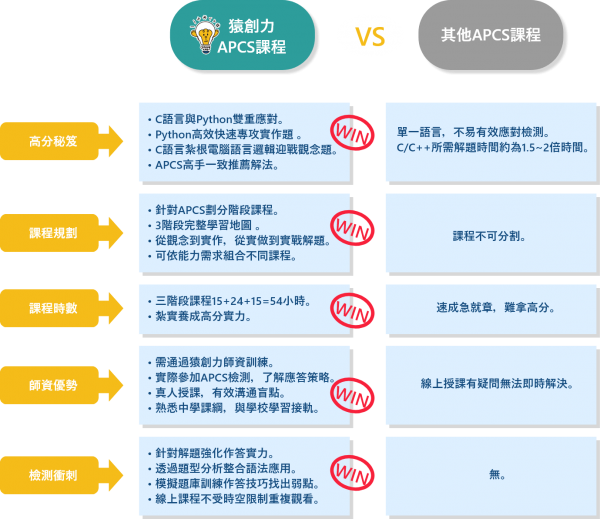 猿創力
APCS課程
VS
其他APCS課程
高分秘笈
• C語言與Python雙重應對。
• Python高效快速專攻實作題 。
• C語言紮根電腦語言邏輯迎戰觀念題。
• APCS高手一致推薦解法。
WIN
單一語言，不易有效應對檢測。
C/C++所需解題時間約為1.5~2倍時間。
課程規劃
• 針對APCS劃分階段課程。
• 3階段完整學習地圖 。
• 從觀念到實作，從實做到實戰解題。
• 可依能力需求組合不同課程。
WIN
課程不可分割。
課程時數
• 三階段課程15+24+15=54小時。
• 紮實養成高分實力。
WIN
速成急就章，難拿高分。
師資優勢
• 需通過猿創力師資訓練。
• 實際參加APCS檢測，了解應答策略。
• 真人授課，有效溝通盲點。
• 熟悉中學課綱，與學校學習接軌。
WIN
線上授課有疑問無法即時解決。
檢測衝刺
• 針對解題強化作答實力。
• 透過題型分析整合語法應用。
• 模擬題庫訓練作答技巧找出弱點。
• 線上課程不受時空限制重複觀看。
WIN
無。